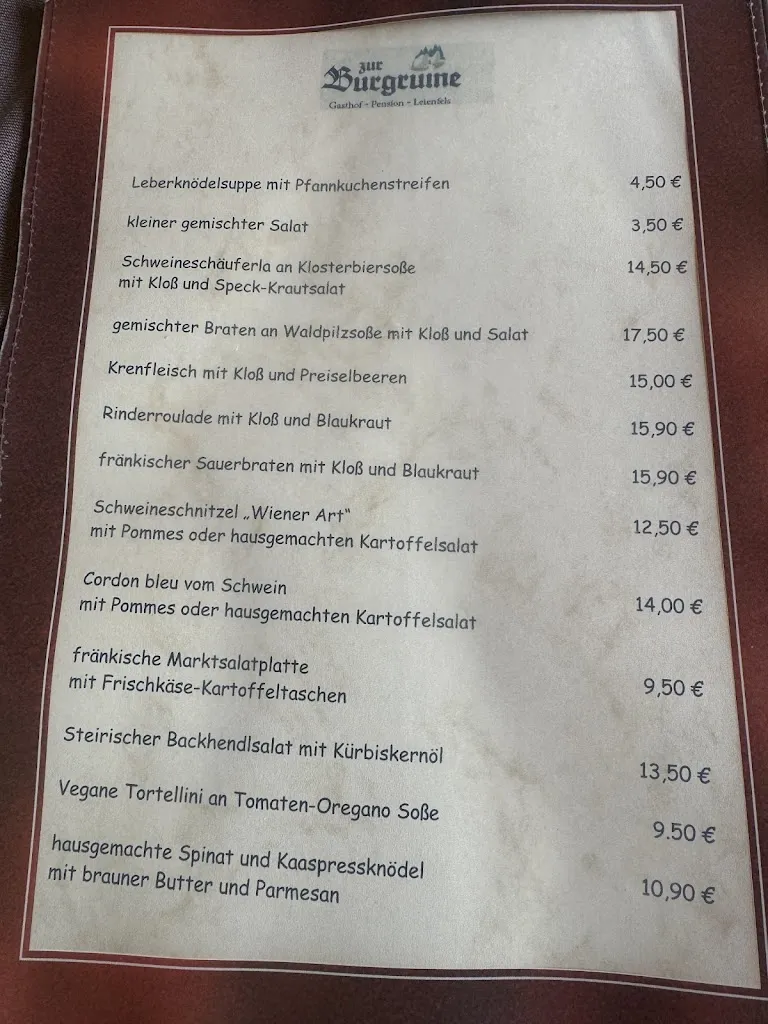 zur
Burgruine
Gasthof - Pension - Leienfels
Leberknödelsuppe mit Pfannkuchenstreifen 4,50 €
kleiner gemischter Salat 3,50 €
Schweineschäuferla an Klosterbiersoße 14,50 €
mit Kloß und Speck-Krautsalat
gemischter Braten an Waldpilzsoße mit Kloß und Salat 17,50 €
Krenfleisch mit Kloß und Preiselbeeren 15,00 €
Rinderroulade mit Kloß und Blaukraut 15,90 €
fränkischer Sauerbraten mit Kloß und Blaukraut 15,90 €
Schweineschnitzel „Wiener Art“ 12,50 €
mit Pommes oder hausgemachten Kartoffelsalat
Cordon bleu vom Schwein 14,00 €
mit Pommes oder hausgemachten Kartoffelsalat
fränkische Marktsalatplatte
mit Frischkäse-Kartoffeltaschen 9,50 €
Steirischer Backhendlsalat mit Kürbiskernöl 13,50 €
Vegane Tortellini an Tomaten-Oregano Soße 9.50 €
hausgemachte Spinat und Kaaspressknödel
mit brauner Butter und Parmesan 10,90 €